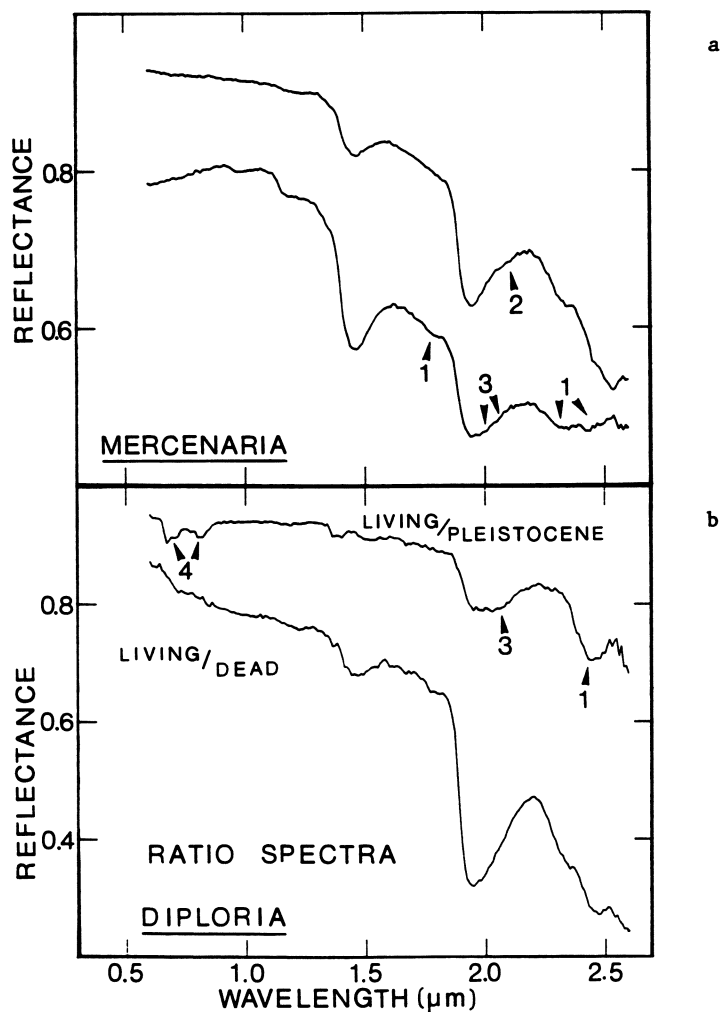 a
REFLECTANCE
0.8
0.6
2
1
3
1
MERCENARIA
b
REFLECTANCE
0.8
0.6
0.4
LIVING/PLEISTOCENE
4
3
1
LIVING/DEAD
RATIO SPECTRA
DIPLORIA
0.5 1.0 1.5 2.0 2.5
WAVELENGTH (µm)